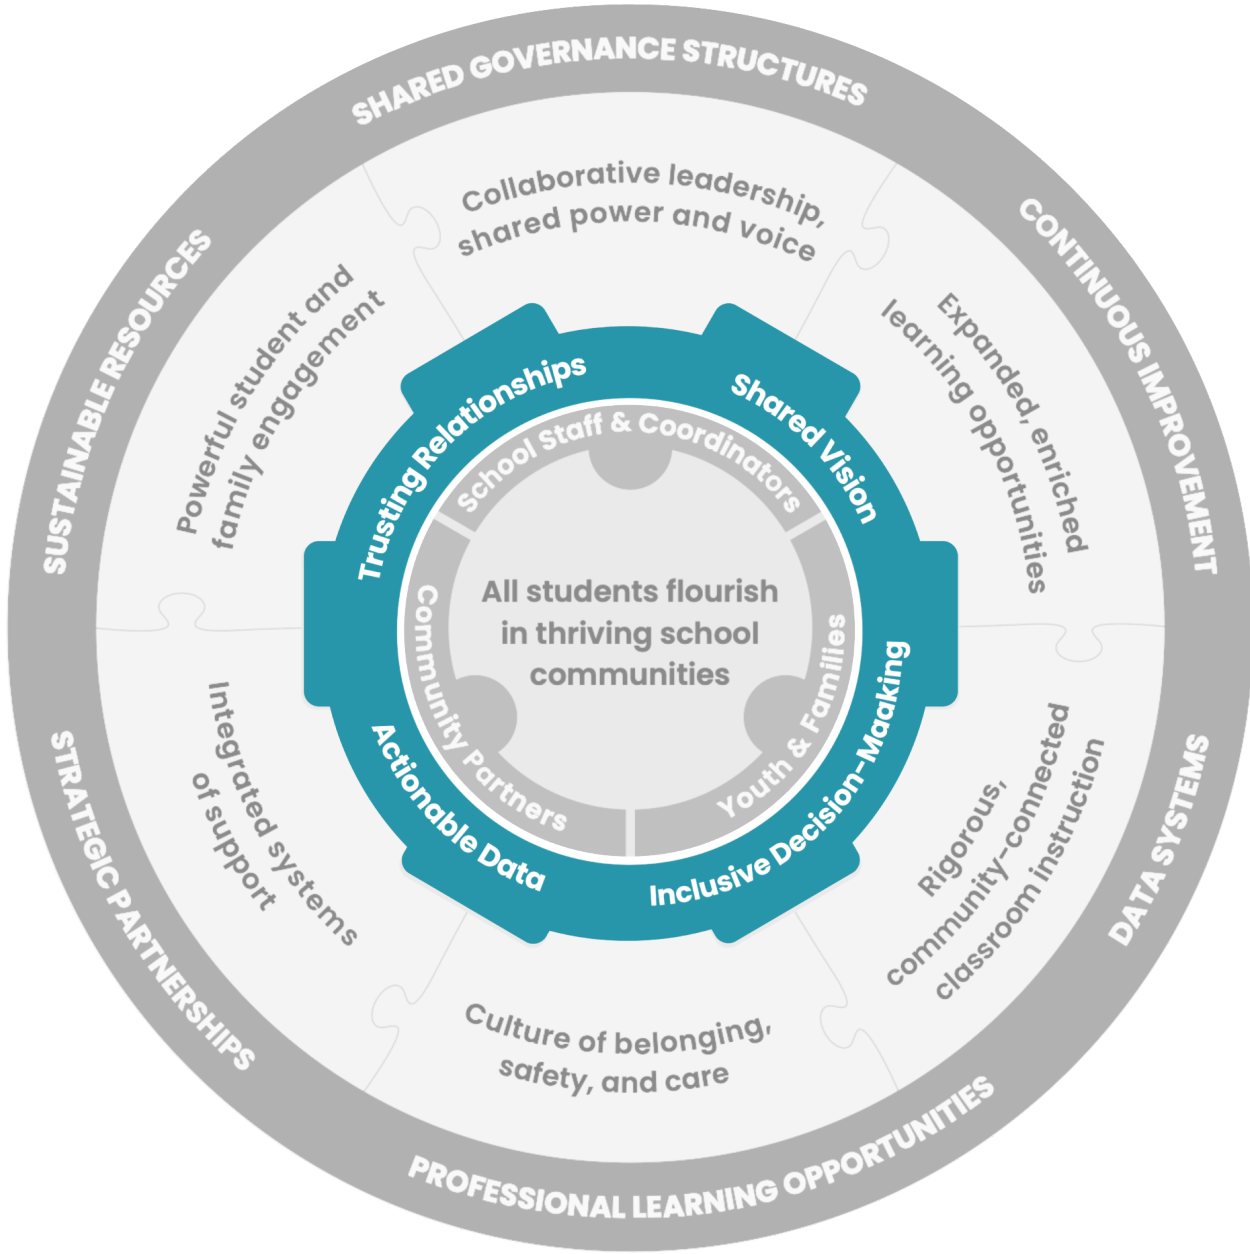 SHARED GOVERNANCE STRUCTURES
CONTINUOUS IMPROVEMENT
DATA SYSTEMS
PROFESSIONAL LEARNING OPPORTUNITIES
STRATEGIC PARTNERSHIPS
SUSTAINABLE RESOURCES
Collaborative leadership,
shared power and voice
Expanded, enriched
learning opportunities
Rigorous,
community-connected
classroom instruction
Culture of belonging,
safety, and care
Integrated systems
of support
Powerful student and
family engagement
Trusting Relationships
Shared Vision
Inclusive Decision-Maaking
Actionable Data
School Staff & Coordinators
Youth & Families
Community Partners
All students flourish
in thriving school
communities